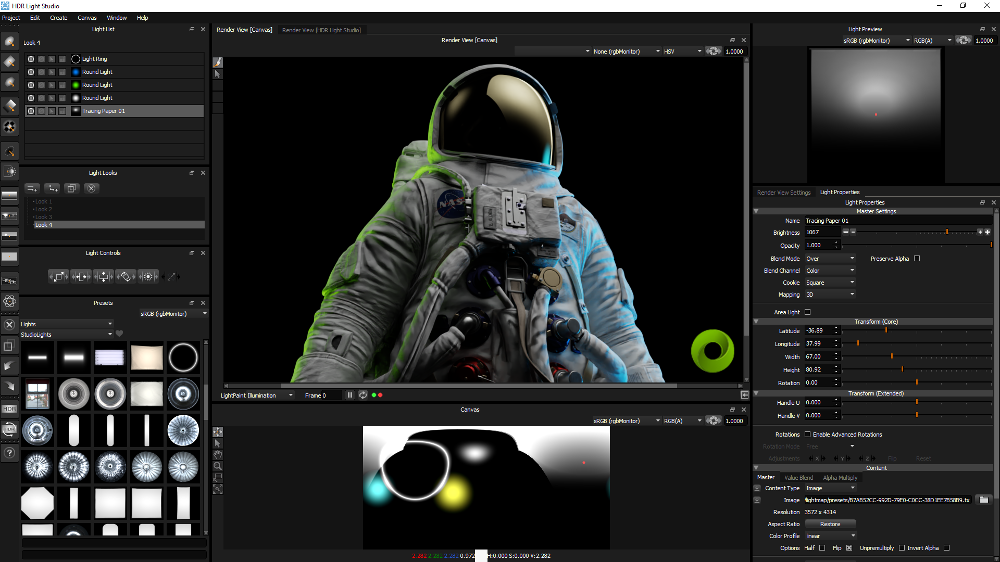 HDR Light Studio
Project Edit Create Canvas Window Help
Light List
Look 4
Light Ring
Round Light
Round Light
Round Light
Tracing Paper 01
Light Looks
Look 1
Look 2
Look 3
Look 4
Light Controls
Presets
sRGB (rgbMonitor)
Lights
StudioLights
HDR
HDR
?
Render View [Canvas] Render View [HDR Light Studio]
Render View [Canvas]
None (rgbMonitor) HSV 1.0000
NAS
E. ALDRIN
LightPaint Illumination Frame 0
Canvas
sRGB (rgbMonitor) RGB(A) 1.0000
2.282 2.282 2.282 0.972 H:0.000 S:0.000 V:2.282
Light Preview
sRGB (rgbMonitor) RGB(A) 1.0000
Render View Settings Light Properties
Light Properties
Master Settings
Name Tracing Paper 01
Brightness 1067
Opacity 1.000
Blend Mode Over Preserve Alpha
Blend Channel Color
Cookie Square
Mapping 3D
Area Light
Transform (Core)
Latitude -36.89
Longitude 37.99
Width 67.00
Height 80.92
Rotation 0.00
Transform (Extended)
Handle U 0.000
Handle V 0.000
Rotations Enable Advanced Rotations
Rotation Mode Free
Adjustments X Y Z Flip Reset
Content
Master Value Blend Alpha Multiply
Content Type Image
Image /lightmap/presets/B7AB52CC-992D-79E0-C0CC-38D1EE7B58B9.tx
Resolution 3572 x 4314
Aspect Ratio Restore
Color Profile linear
Options Half Flip Unpremultiply Invert Alpha